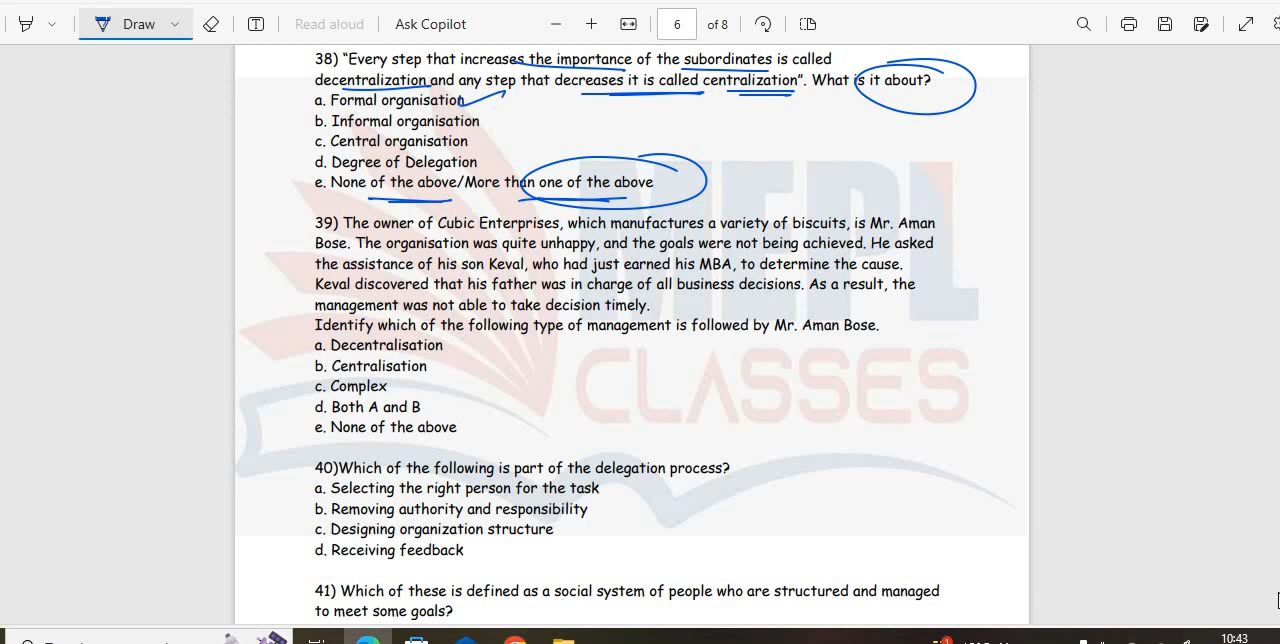 Draw
Read aloud
Ask Copilot
6
of 8
38) “Every step that increases the importance of the subordinates is called
decentralization and any step that decreases it is called centralization”. What is it about?
a. Formal organisation
b. Informal organisation
c. Central organisation
d. Degree of Delegation
e. None of the above/More than one of the above
39) The owner of Cubic Enterprises, which manufactures a variety of biscuits, is Mr. Aman
Bose. The organisation was quite unhappy, and the goals were not being achieved. He asked
the assistance of his son Keval, who had just earned his MBA, to determine the cause.
Keval discovered that his father was in charge of all business decisions. As a result, the
management was not able to take decision timely.
Identify which of the following type of management is followed by Mr. Aman Bose.
a. Decentralisation
b. Centralisation
c. Complex
d. Both A and B
e. None of the above
40)Which of the following is part of the delegation process?
a. Selecting the right person for the task
b. Removing authority and responsibility
c. Designing organization structure
d. Receiving feedback
41) Which of these is defined as a social system of people who are structured and managed
to meet some goals?
MEPL
CLASSES
10:43